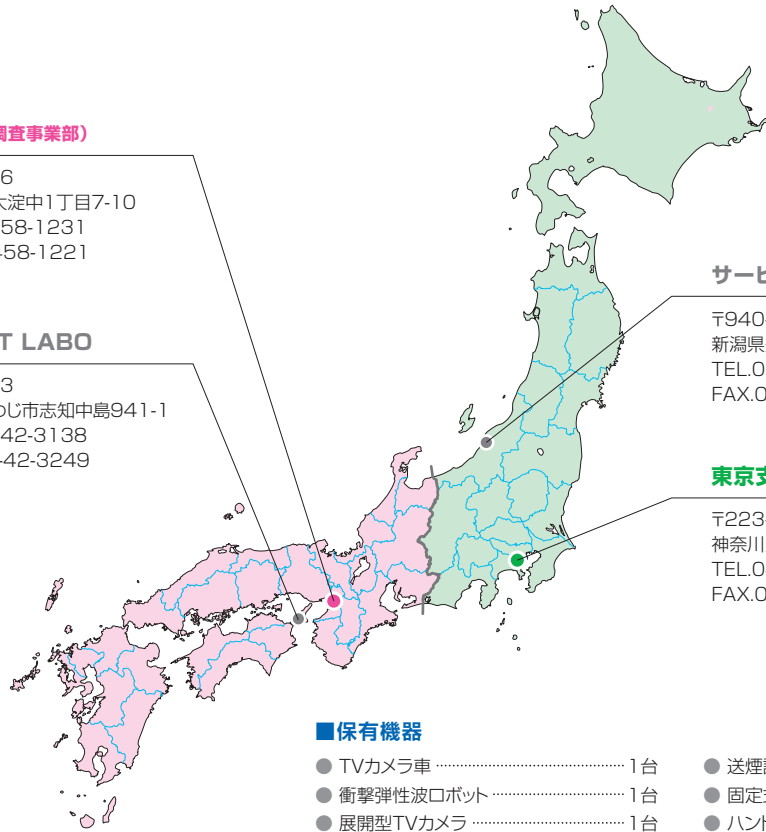 調査事業部）
6
大淀中1丁目7-10
58-1231
458-1221
T LABO
3
わじ市志知中島941-1
42-3138
-42-3249
サービ
〒940-
新潟県
TEL.0
FAX.0
東京支
〒223-
神奈川
TEL.0
FAX.0
■保有機器
● TVカメラ車 1台
● 衝撃弾性波ロボット 1台
● 展開型TVカメラ 1台
● 送煙
● 固定
● ハンド